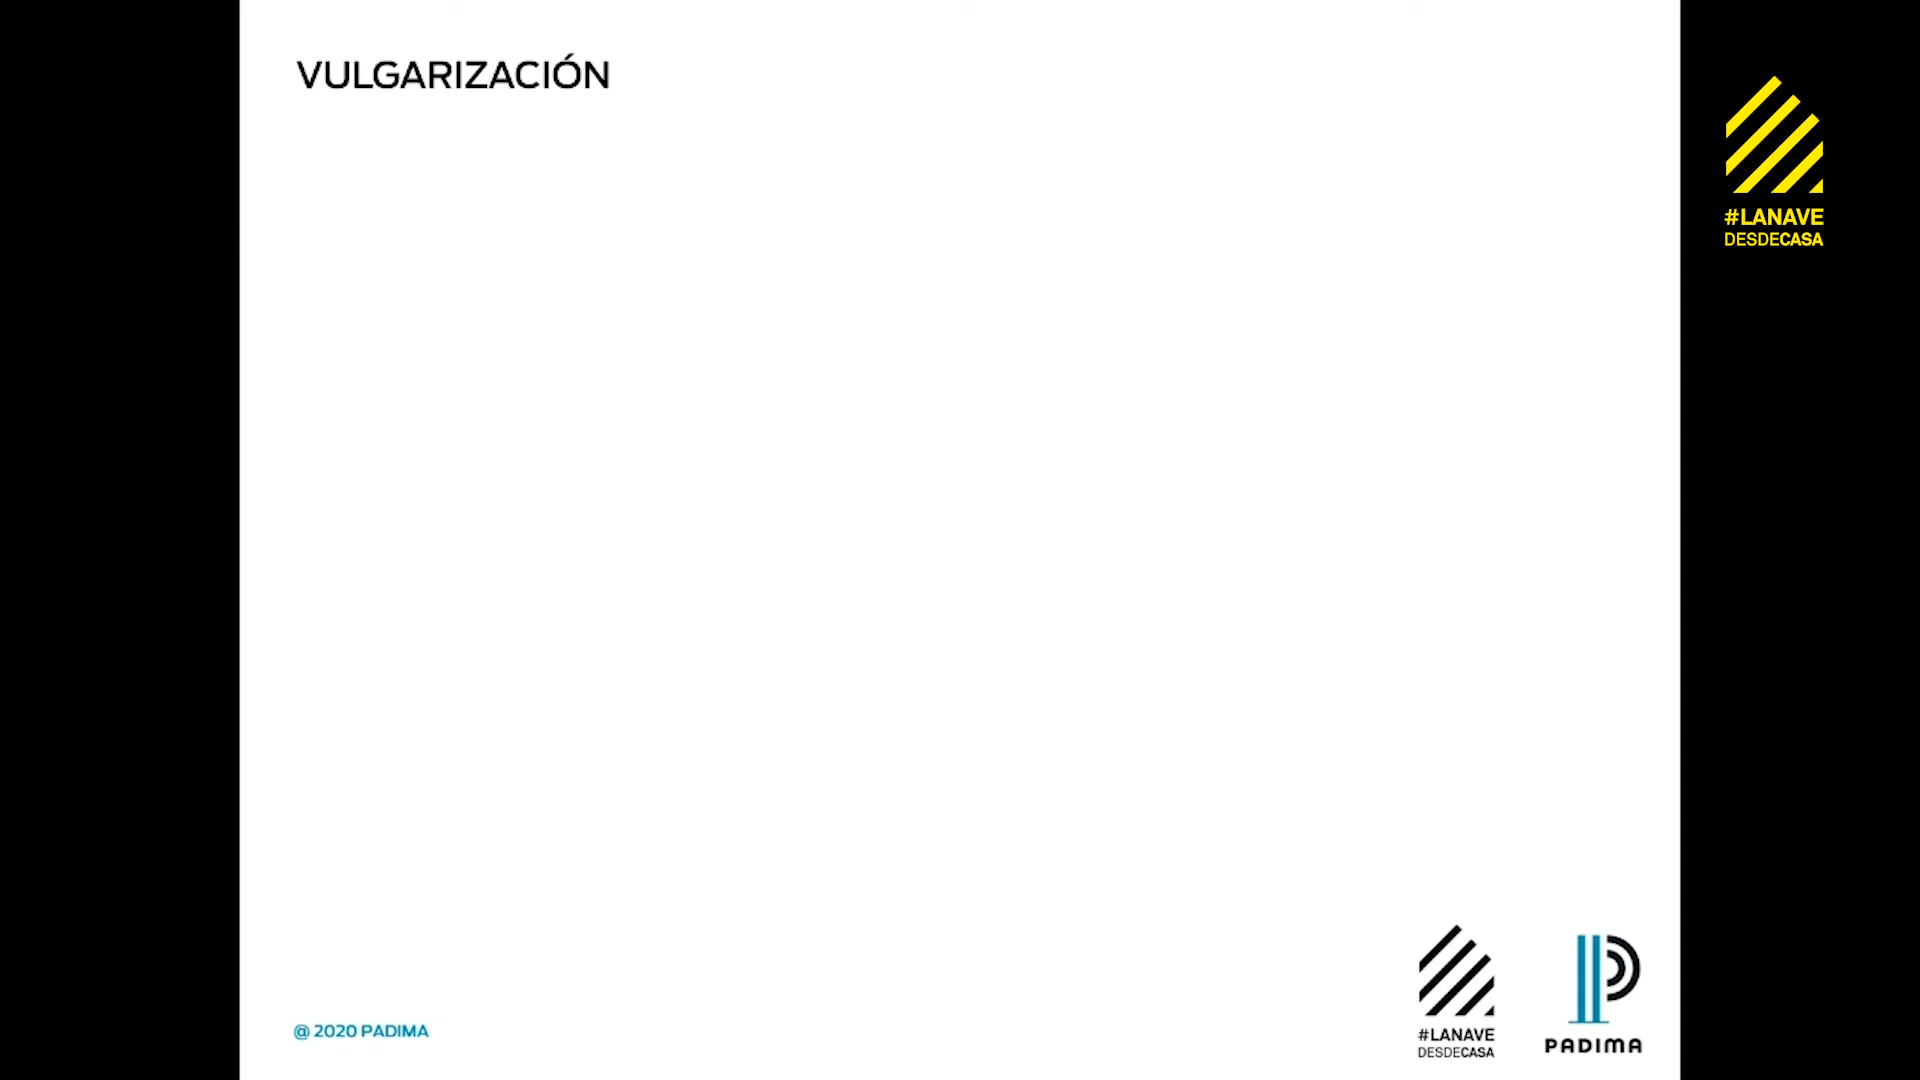 VULGARIZACIÓN
#LANAVE
DESDECASA
@ 2020 PADIMA
#LANAVE
DESDECASA
PADIMA